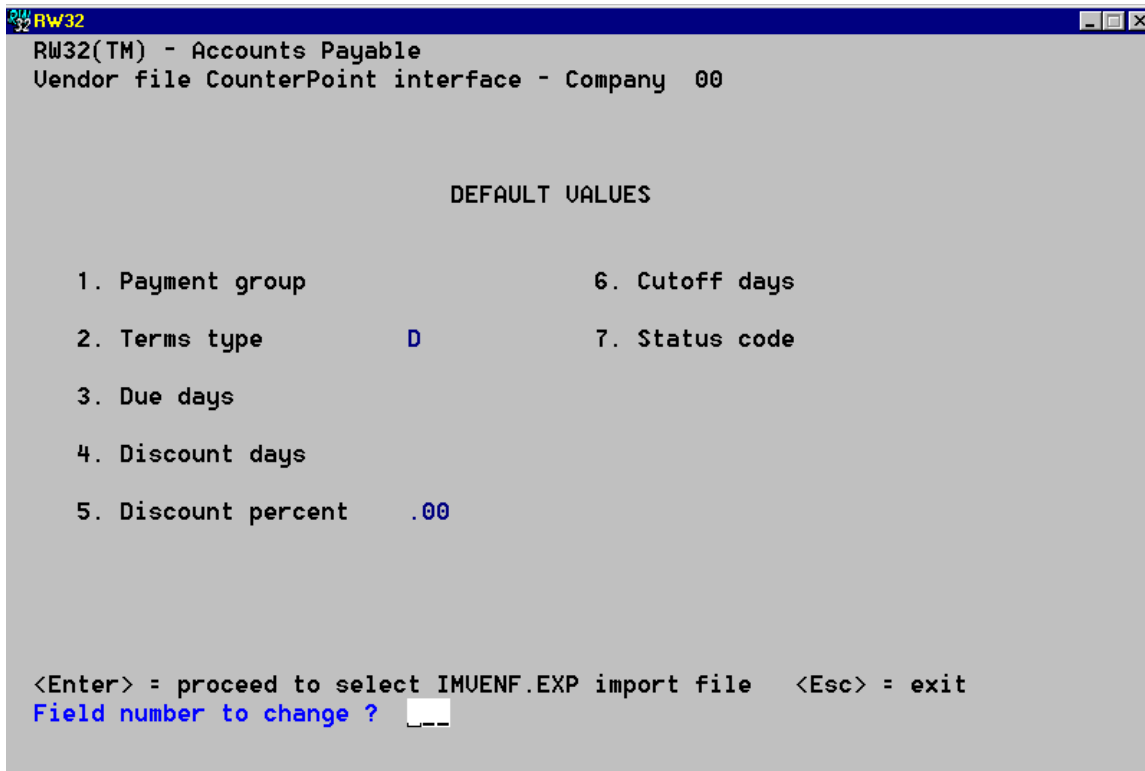 RW32
RW32(TM) - Accounts Payable
Vendor file CounterPoint interface - Company 00
DEFAULT VALUES
1. Payment group 6. Cutoff days
2. Terms type D 7. Status code
3. Due days
4. Discount days
5. Discount percent .00
<Enter> = proceed to select IMVENF.EXP import file <Esc> = exit
Field number to change ? ___